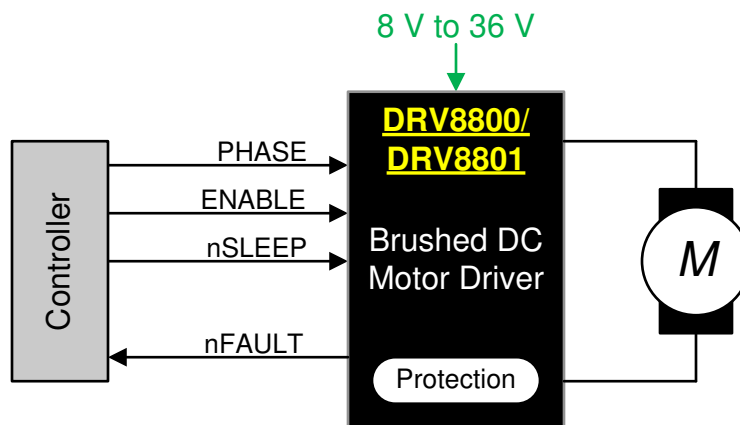 8 V to 36 V
DRV8800/
DRV8801
PHASE
ENABLE
nSLEEP
nFAULT
Controller
Brushed DC
Motor Driver
Protection
M